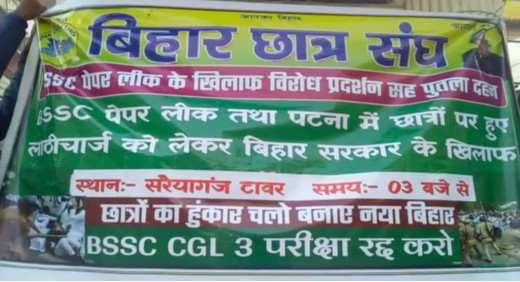 आपका बिहार
बिहार छात्र संघ
BSSC पेपर लीक के खिलाफ विरोध प्रदर्शन सह पुतला दहन
BSSC पेपर लीक तथा पटना में छात्रों पर हुए
लाठीचार्ज को लेकर बिहार सरकार के खिलाफ
स्थानः- सरैयागंज टावर समयः- 03 बजे से
छात्रों का हुंकार चलो बनाए नया बिहार
BSSC CGL 3 परीक्षा रद्द करो